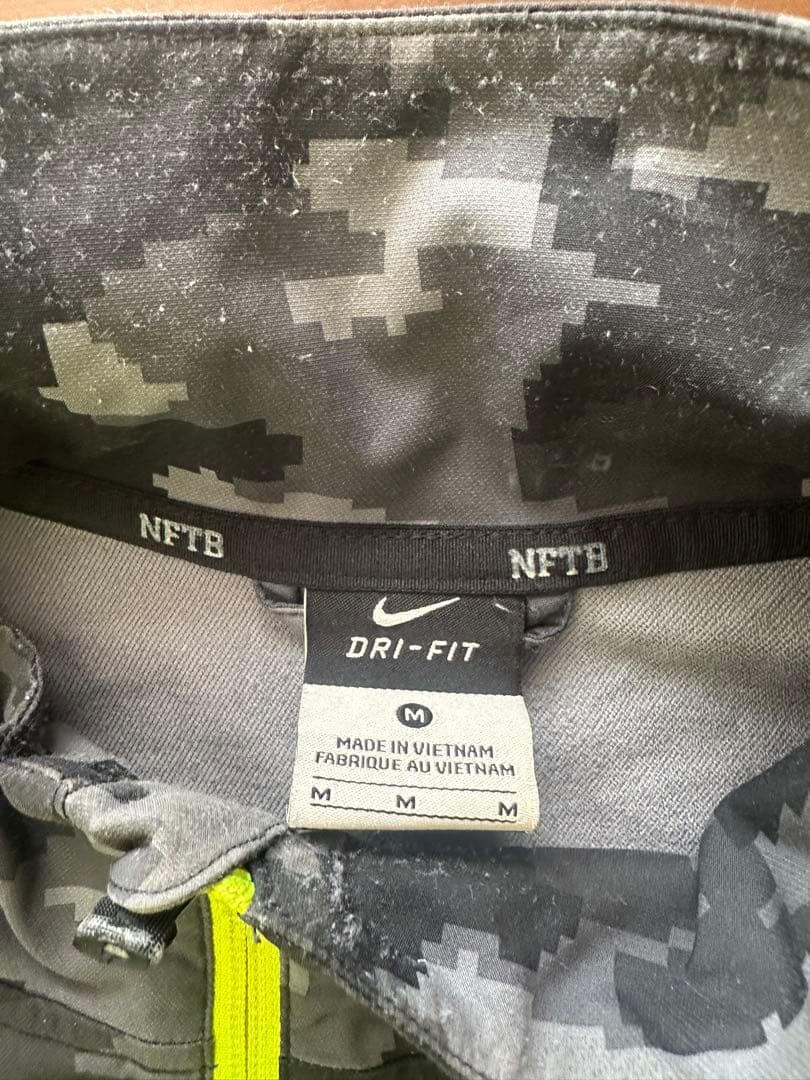 NFTB NFTB
DRI-FIT
M
MADE IN VIETNAM
FABRIQUE AU VIETNAM
M M M